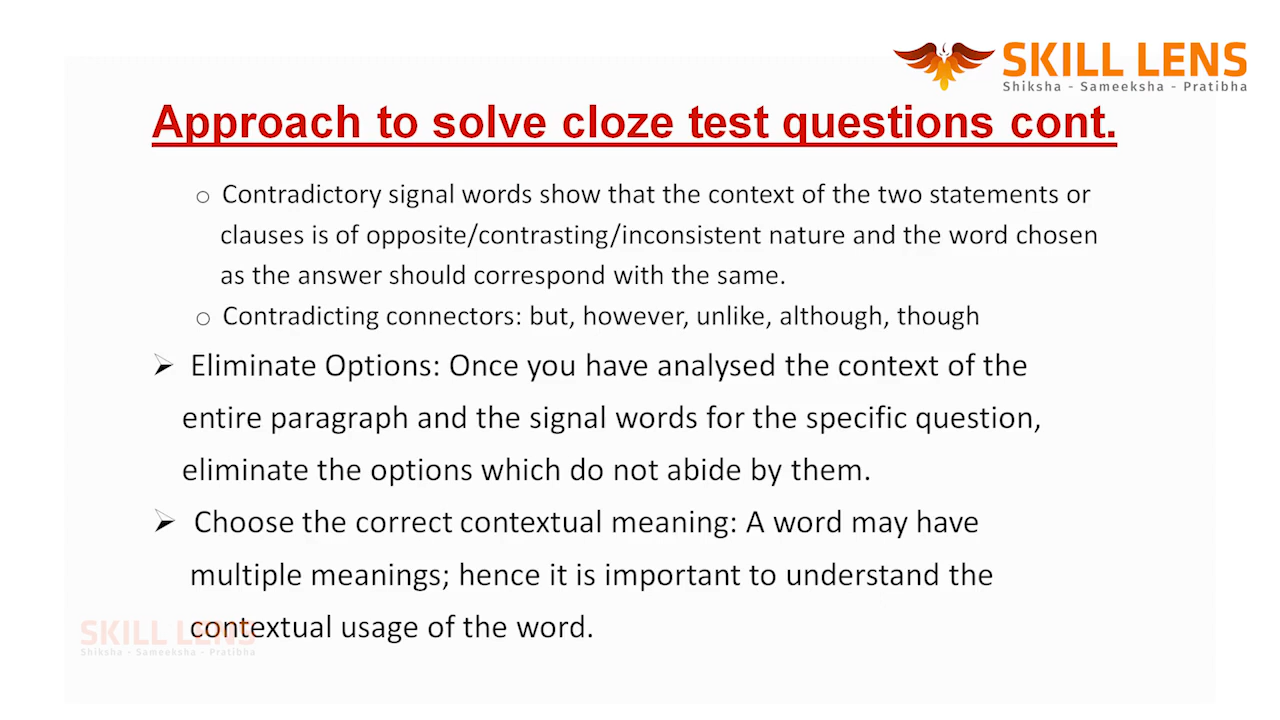 SKILL LENS
Shiksha - Sameeksha - Pratibha
Approach to solve cloze test questions cont.
o Contradictory signal words show that the context of the two statements or
clauses is of opposite/contrasting/inconsistent nature and the word chosen
as the answer should correspond with the same.
o Contradicting connectors: but, however, unlike, although, though
➢ Eliminate Options: Once you have analysed the context of the
entire paragraph and the signal words for the specific question,
eliminate the options which do not abide by them.
➢ Choose the correct contextual meaning: A word may have
multiple meanings; hence it is important to understand the
contextual usage of the word.
SKILL LENS
Shiksha - Sameeksha - Pratibha